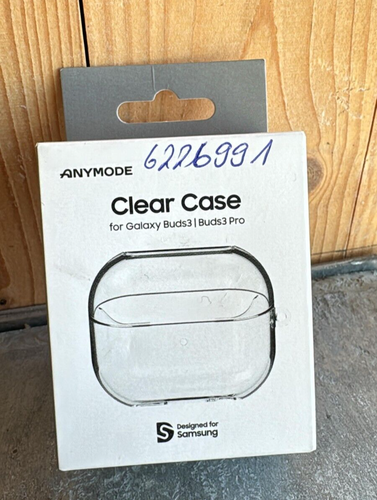 ANYMODE
6226991
Clear Case
for Galaxy Buds3 | Buds3 Pro
Designed for
Samsung